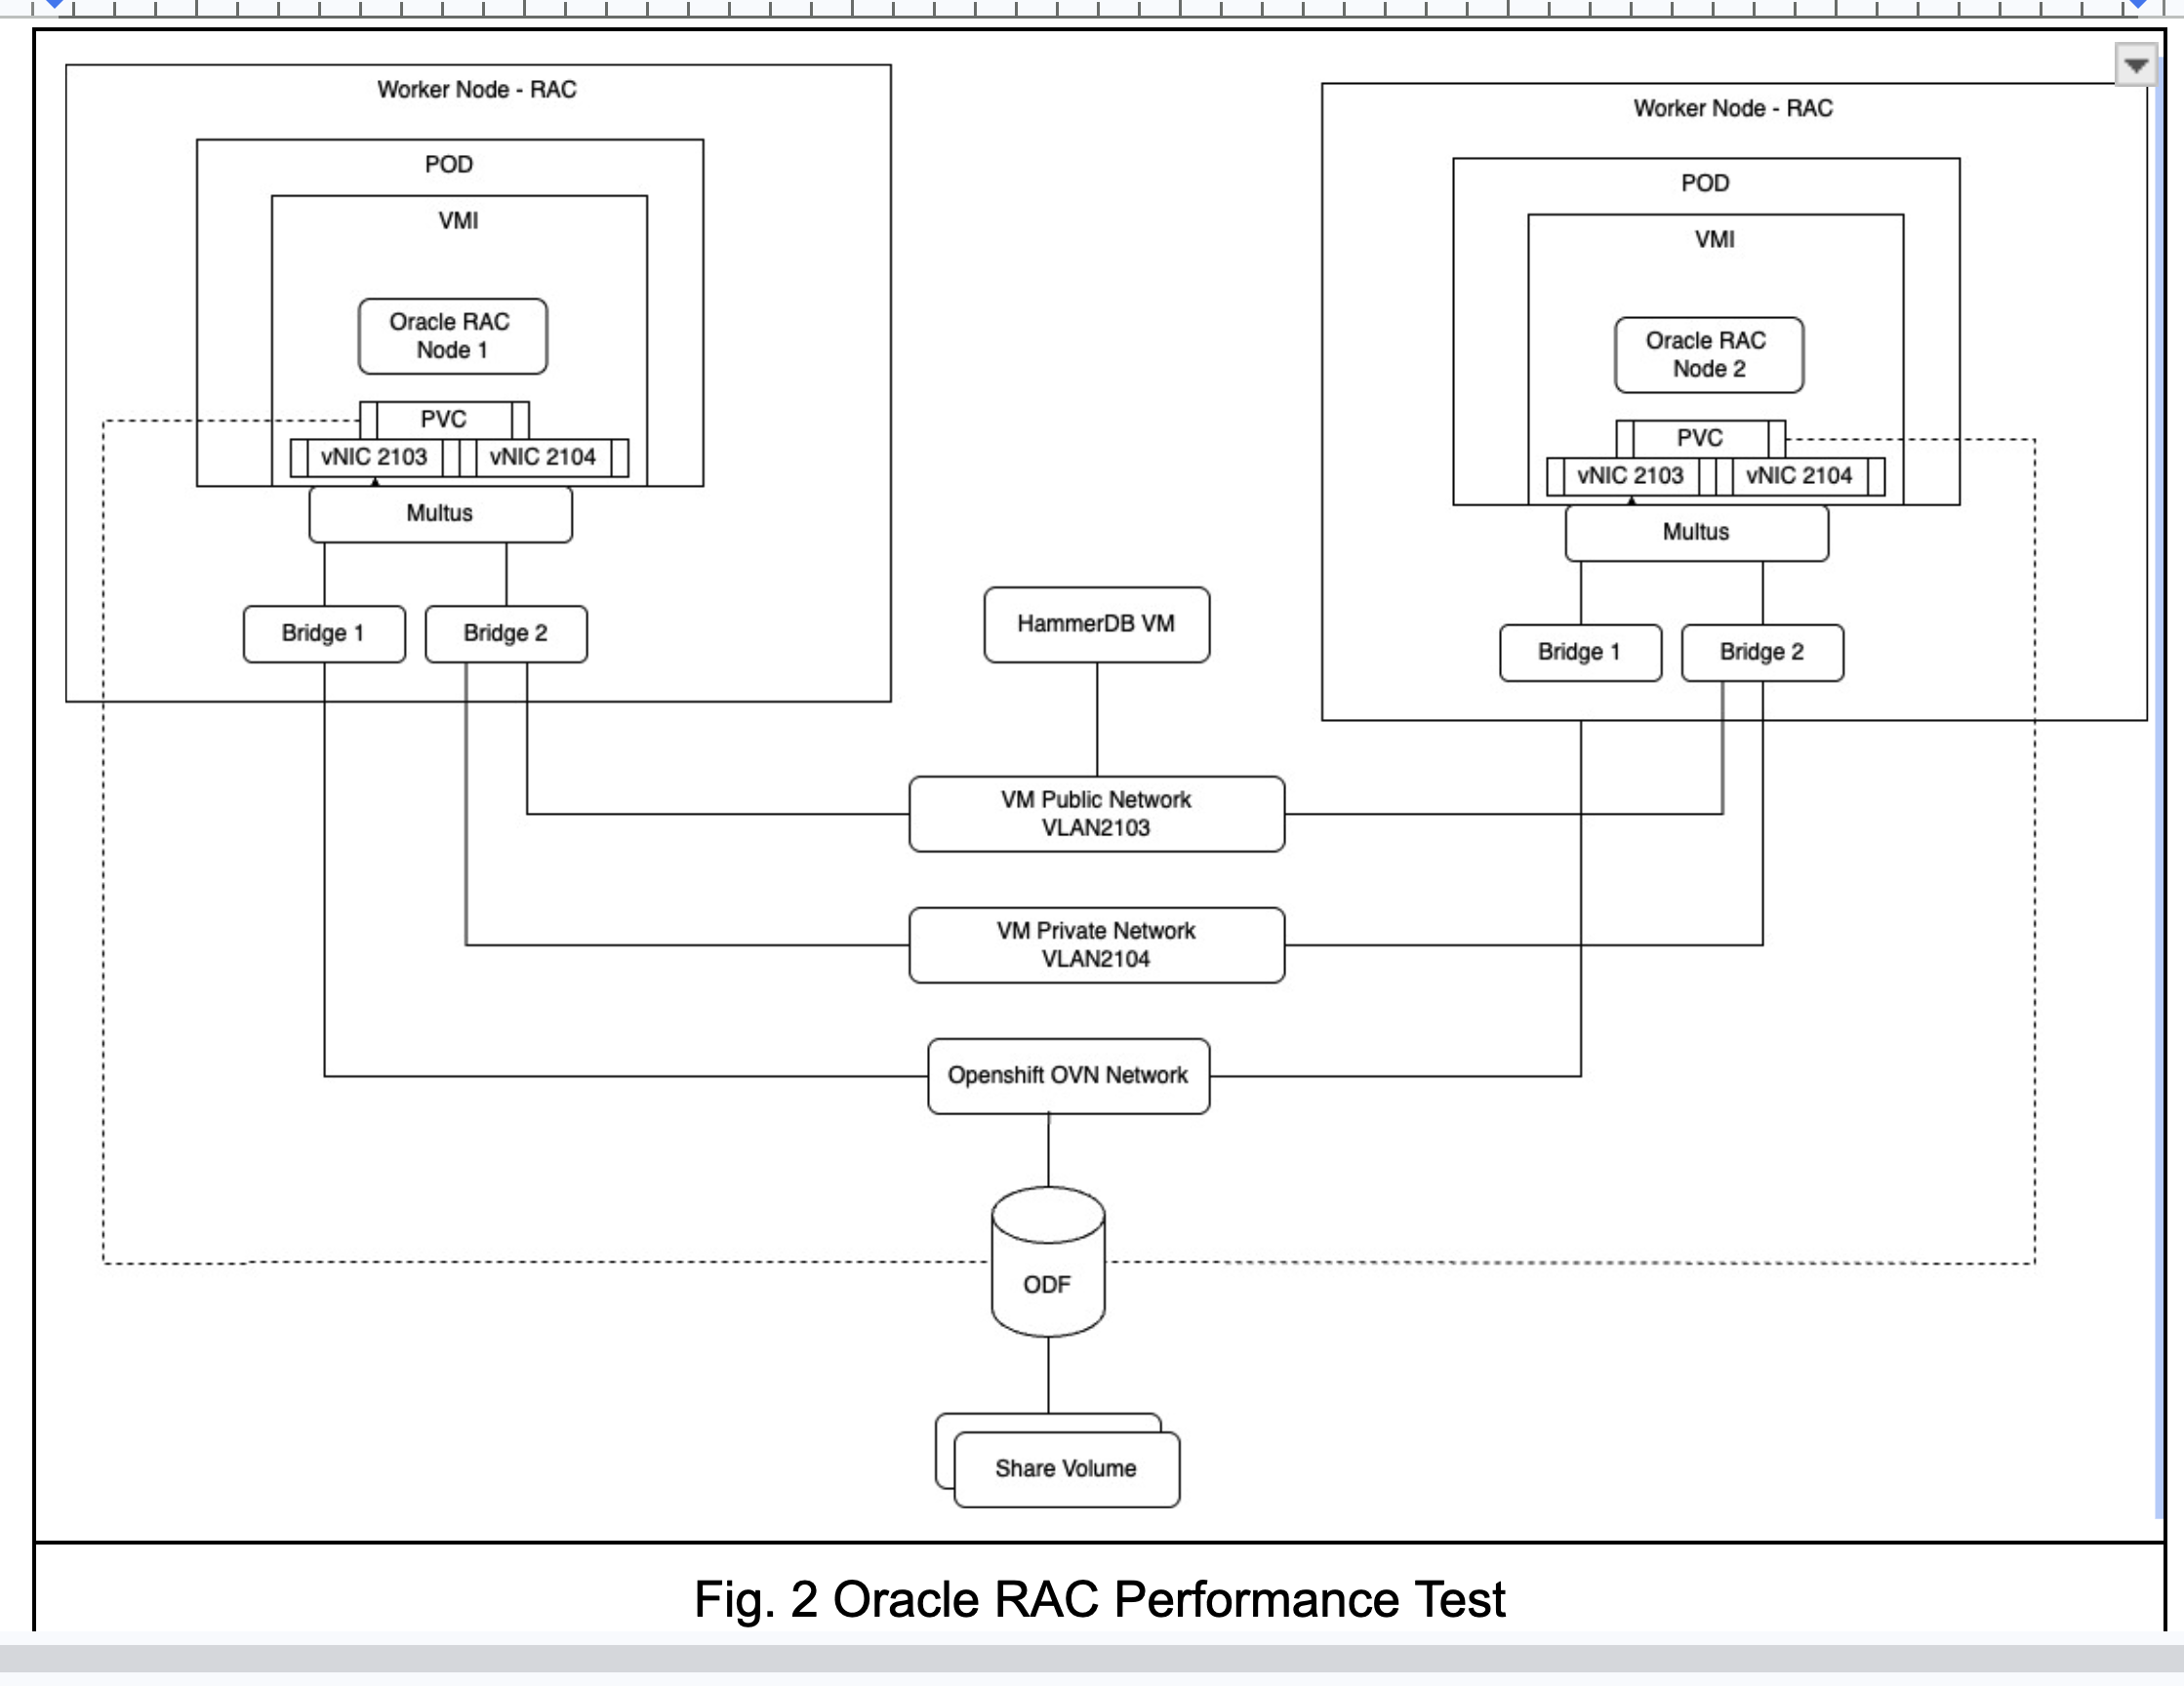 Worker Node - RAC
POD
VMI
Oracle RAC
Node 1
PVC
vNIC 2103
vNIC 2104
Multus
Bridge 1
Bridge 2
Worker Node - RAC
POD
VMI
Oracle RAC
Node 2
PVC
vNIC 2103
vNIC 2104
Multus
Bridge 1
Bridge 2
HammerDB VM
VM Public Network
VLAN2103
VM Private Network
VLAN2104
Openshift OVN Network
ODF
Share Volume
Fig. 2 Oracle RAC Performance Test